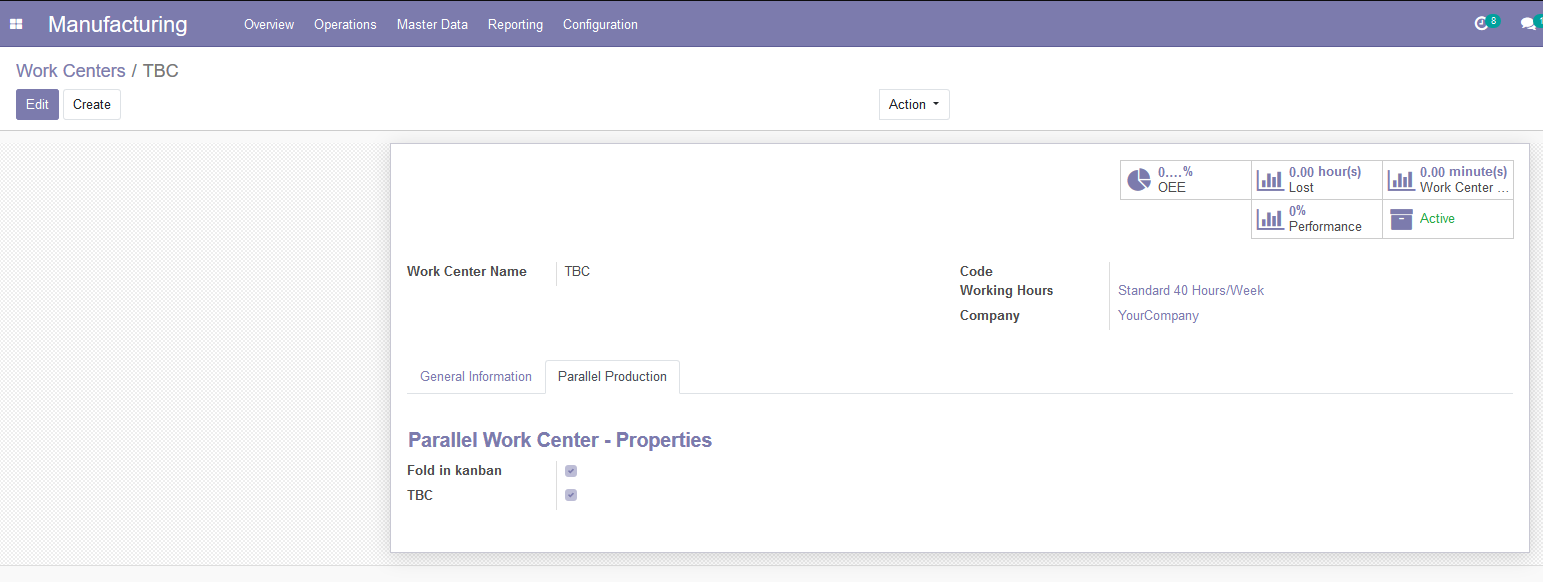 Manufacturing Overview Operations Master Data Reporting Configuration 8 1
Work Centers / TBC
Edit Create Action
0....% OEE
0.00 hour(s) Lost
0.00 minute(s) Work Center ...
0% Performance
Active
Work Center Name TBC
Code
Working Hours Standard 40 Hours/Week
Company YourCompany
General Information Parallel Production
Parallel Work Center - Properties
Fold in kanban
TBC